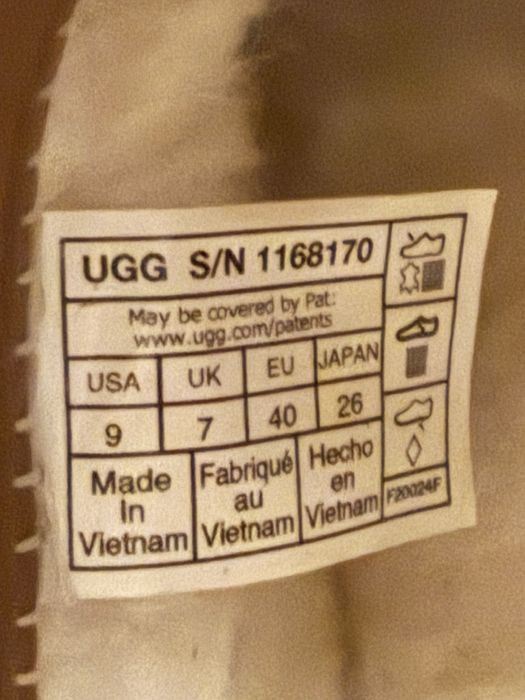 UGG S/N 1168170
May be covered by Pat:
www.ugg.com/patents
USA UK EU JAPAN
9 7 40 26
Made
in
Vietnam
Fabriqué
au
Vietnam
Hecho
en
Vietnam
F20024F